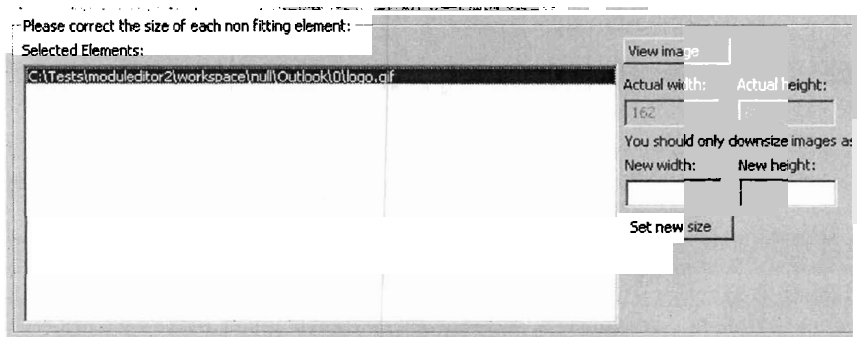 Please correct the size of each non fitting element:
Selected Elements:
C:\Tests\moduleditor2\workspace\null\Outlook\0\logo.gif
View image
Actual width: Actual height:
162
You should only downsize images as
New width: New height:
Set new size